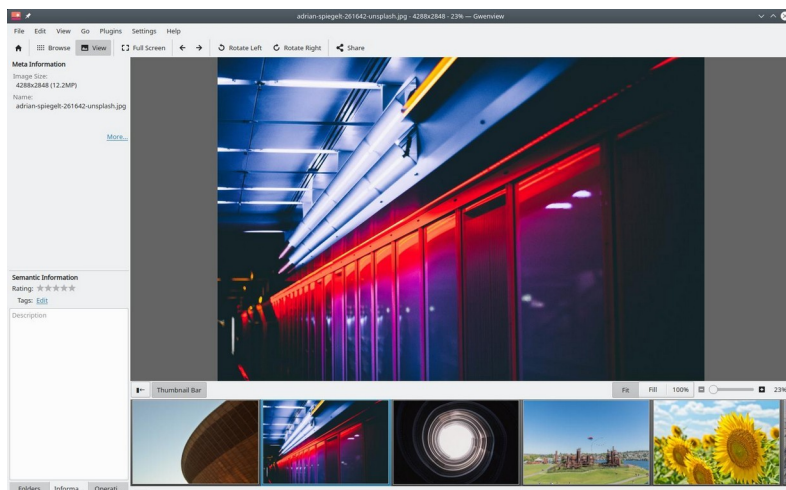 adrian-spiegelt-261642-unsplash.jpg - 4288x2848 - 23% — Gwenview
File Edit View Go Plugins Settings Help
Browse View Full Screen Rotate Left Rotate Right Share
Meta Information
Image Size:
4288x2848 (12.2MP)
Name:
adrian-spiegelt-261642-unsplash.jpg
More...
Semantic Information
Rating:
Tags: Edit
Description
Thumbnail Bar Fit Fill 100% 23%
Folders Informa Operati